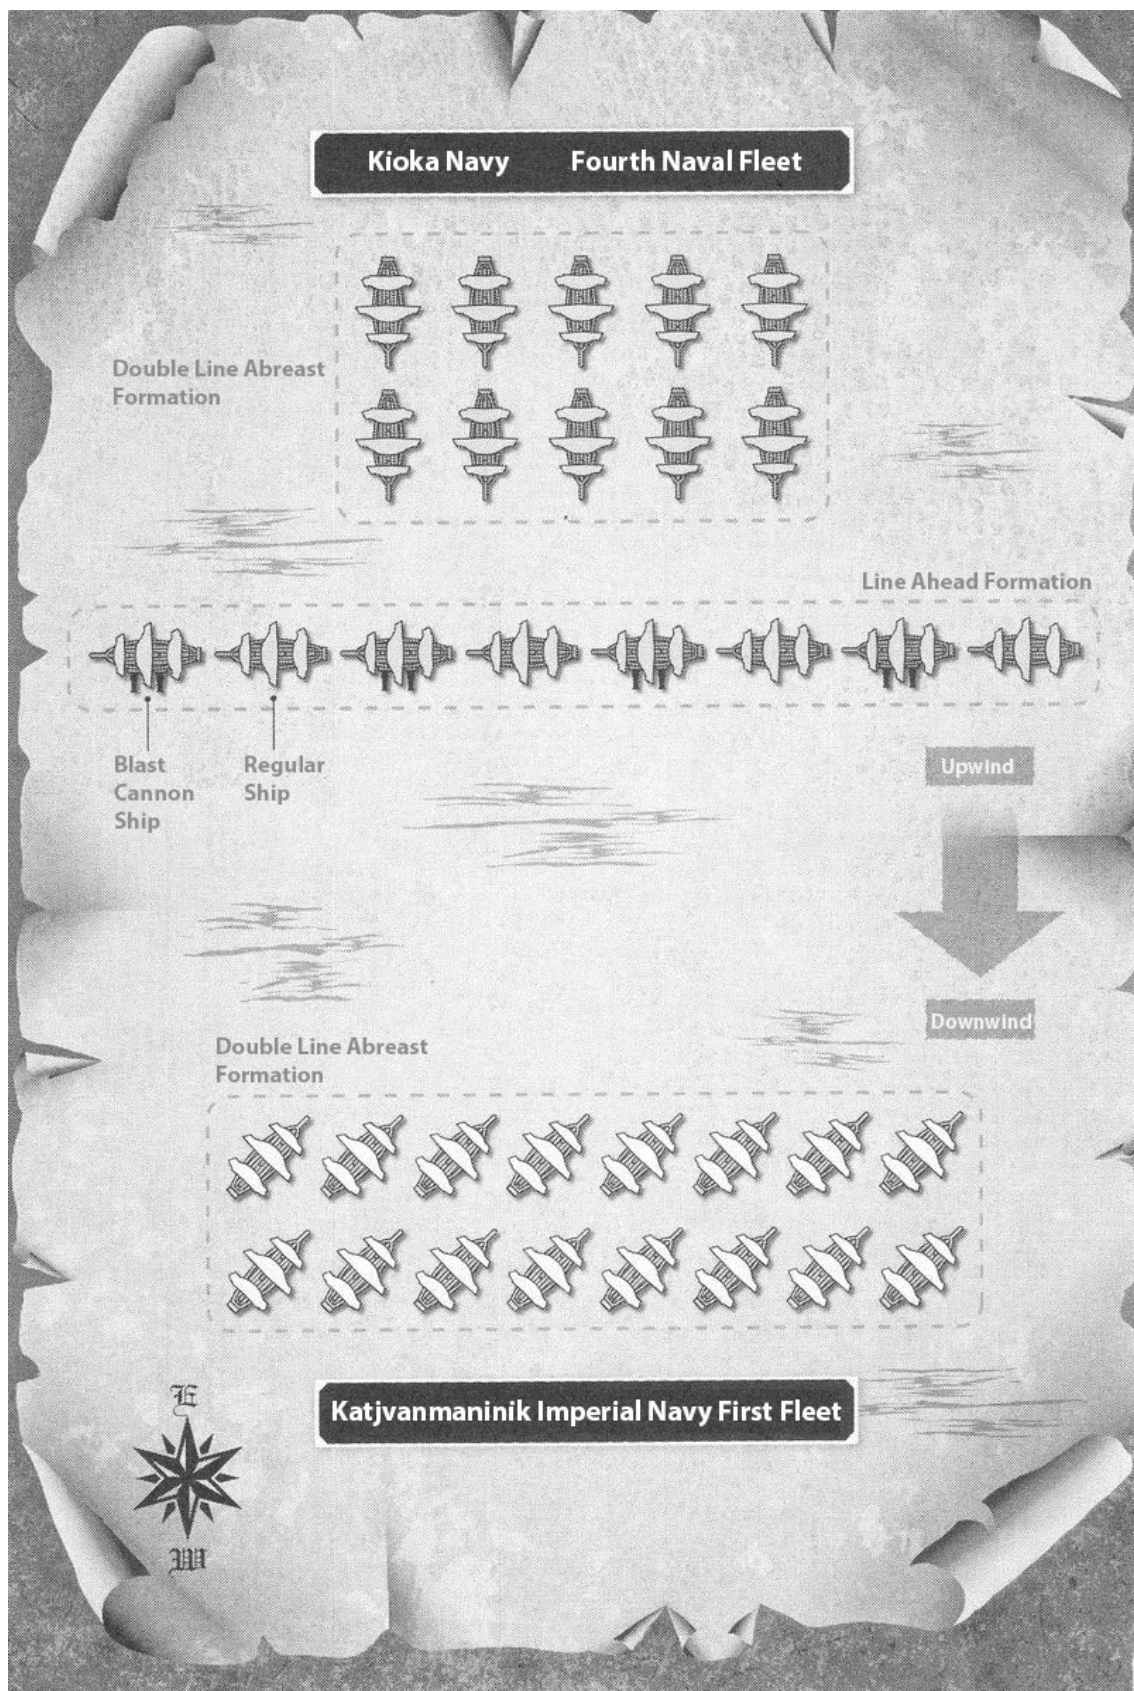 Kioka Navy Fourth Naval Fleet
Double Line Abreast
Formation
Line Ahead Formation
Blast
Cannon
Ship
Regular
Ship
Upwind
Downwind
Double Line Abreast
Formation
Katjvanmaninik Imperial Navy First Fleet
E
W